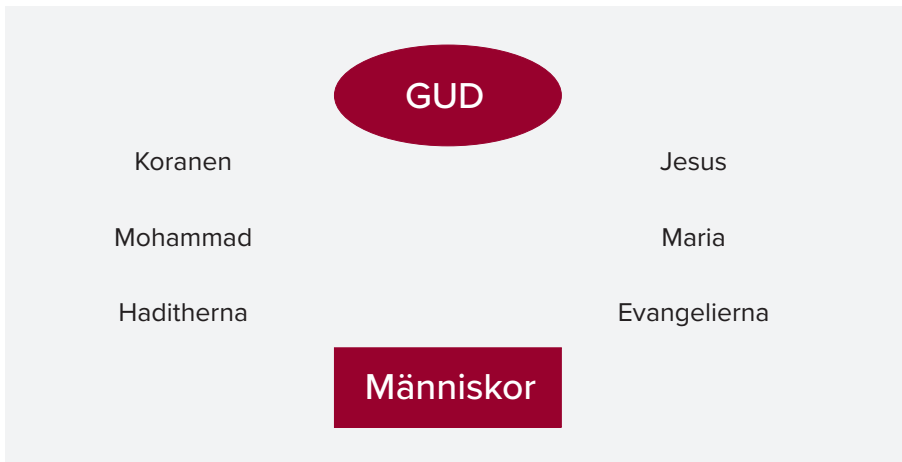 GUD
Koranen
Jesus
Mohammad
Maria
Haditherna
Evangelierna
Människor